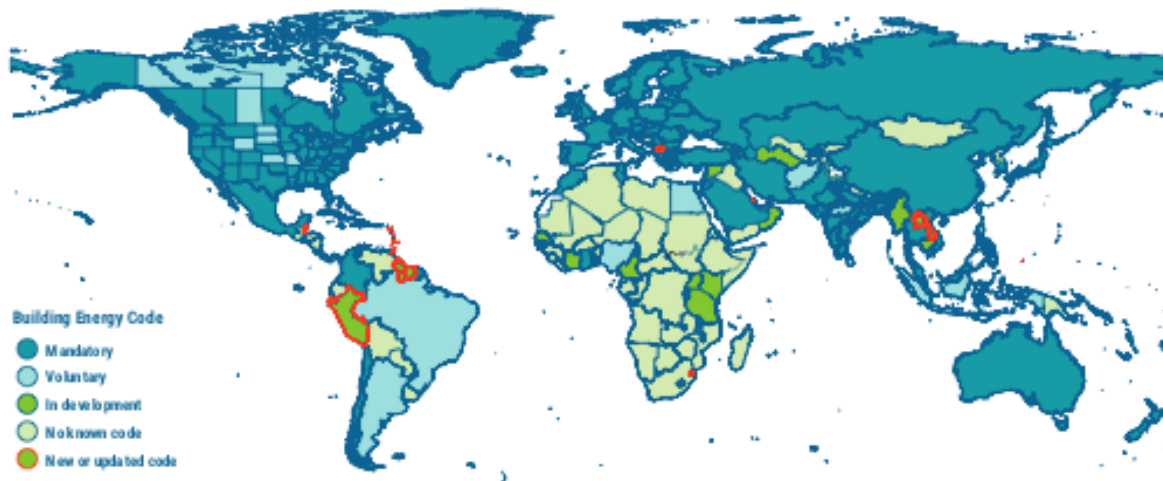 Building Energy Code
Mandatory
Voluntary
In development
No known code
New or updated code